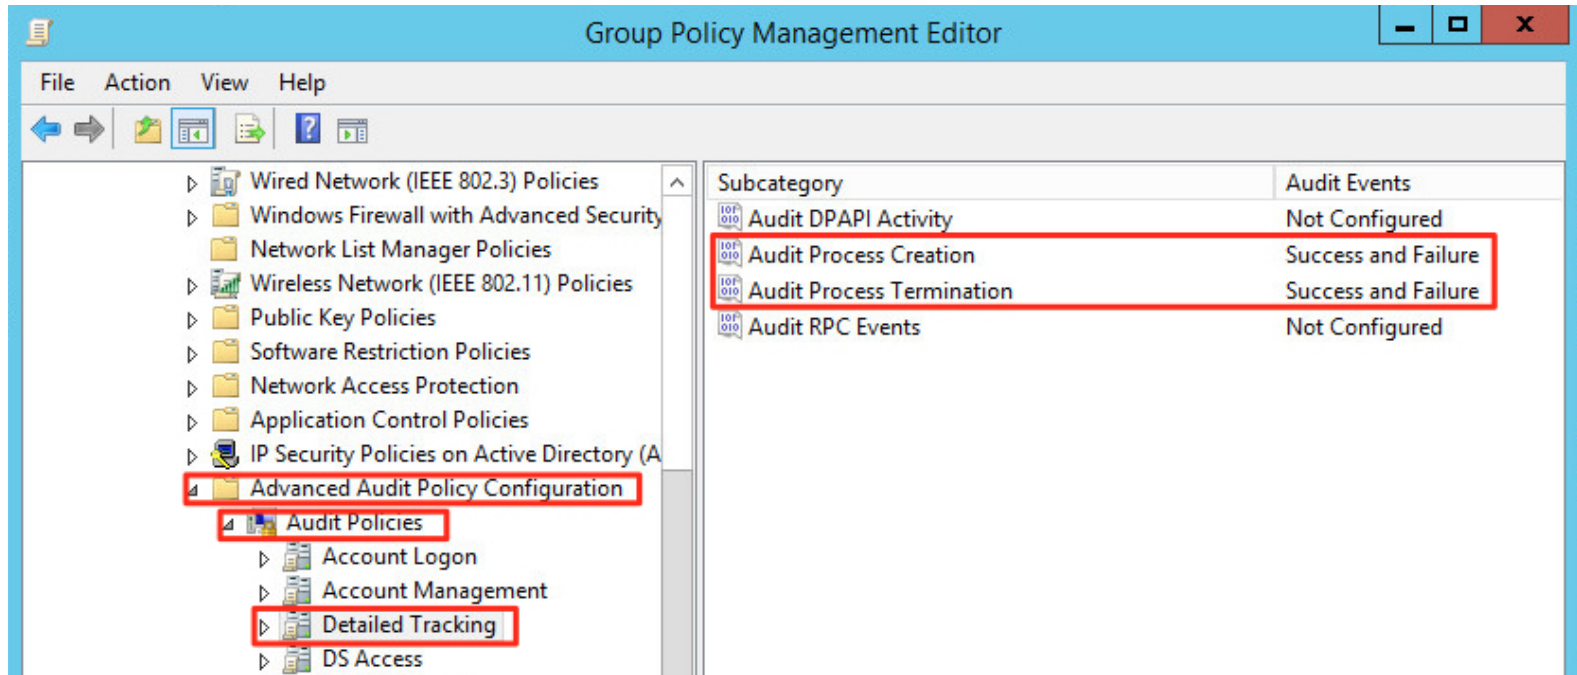 Group Policy Management Editor
File Action View Help
Wired Network (IEEE 802.3) Policies
Windows Firewall with Advanced Security
Network List Manager Policies
Wireless Network (IEEE 802.11) Policies
Public Key Policies
Software Restriction Policies
Network Access Protection
Application Control Policies
IP Security Policies on Active Directory (A
Advanced Audit Policy Configuration
Audit Policies
Account Logon
Account Management
Detailed Tracking
DS Access
Subcategory Audit Events
Audit DPAPI Activity Not Configured
Audit Process Creation Success and Failure
Audit Process Termination Success and Failure
Audit RPC Events Not Configured